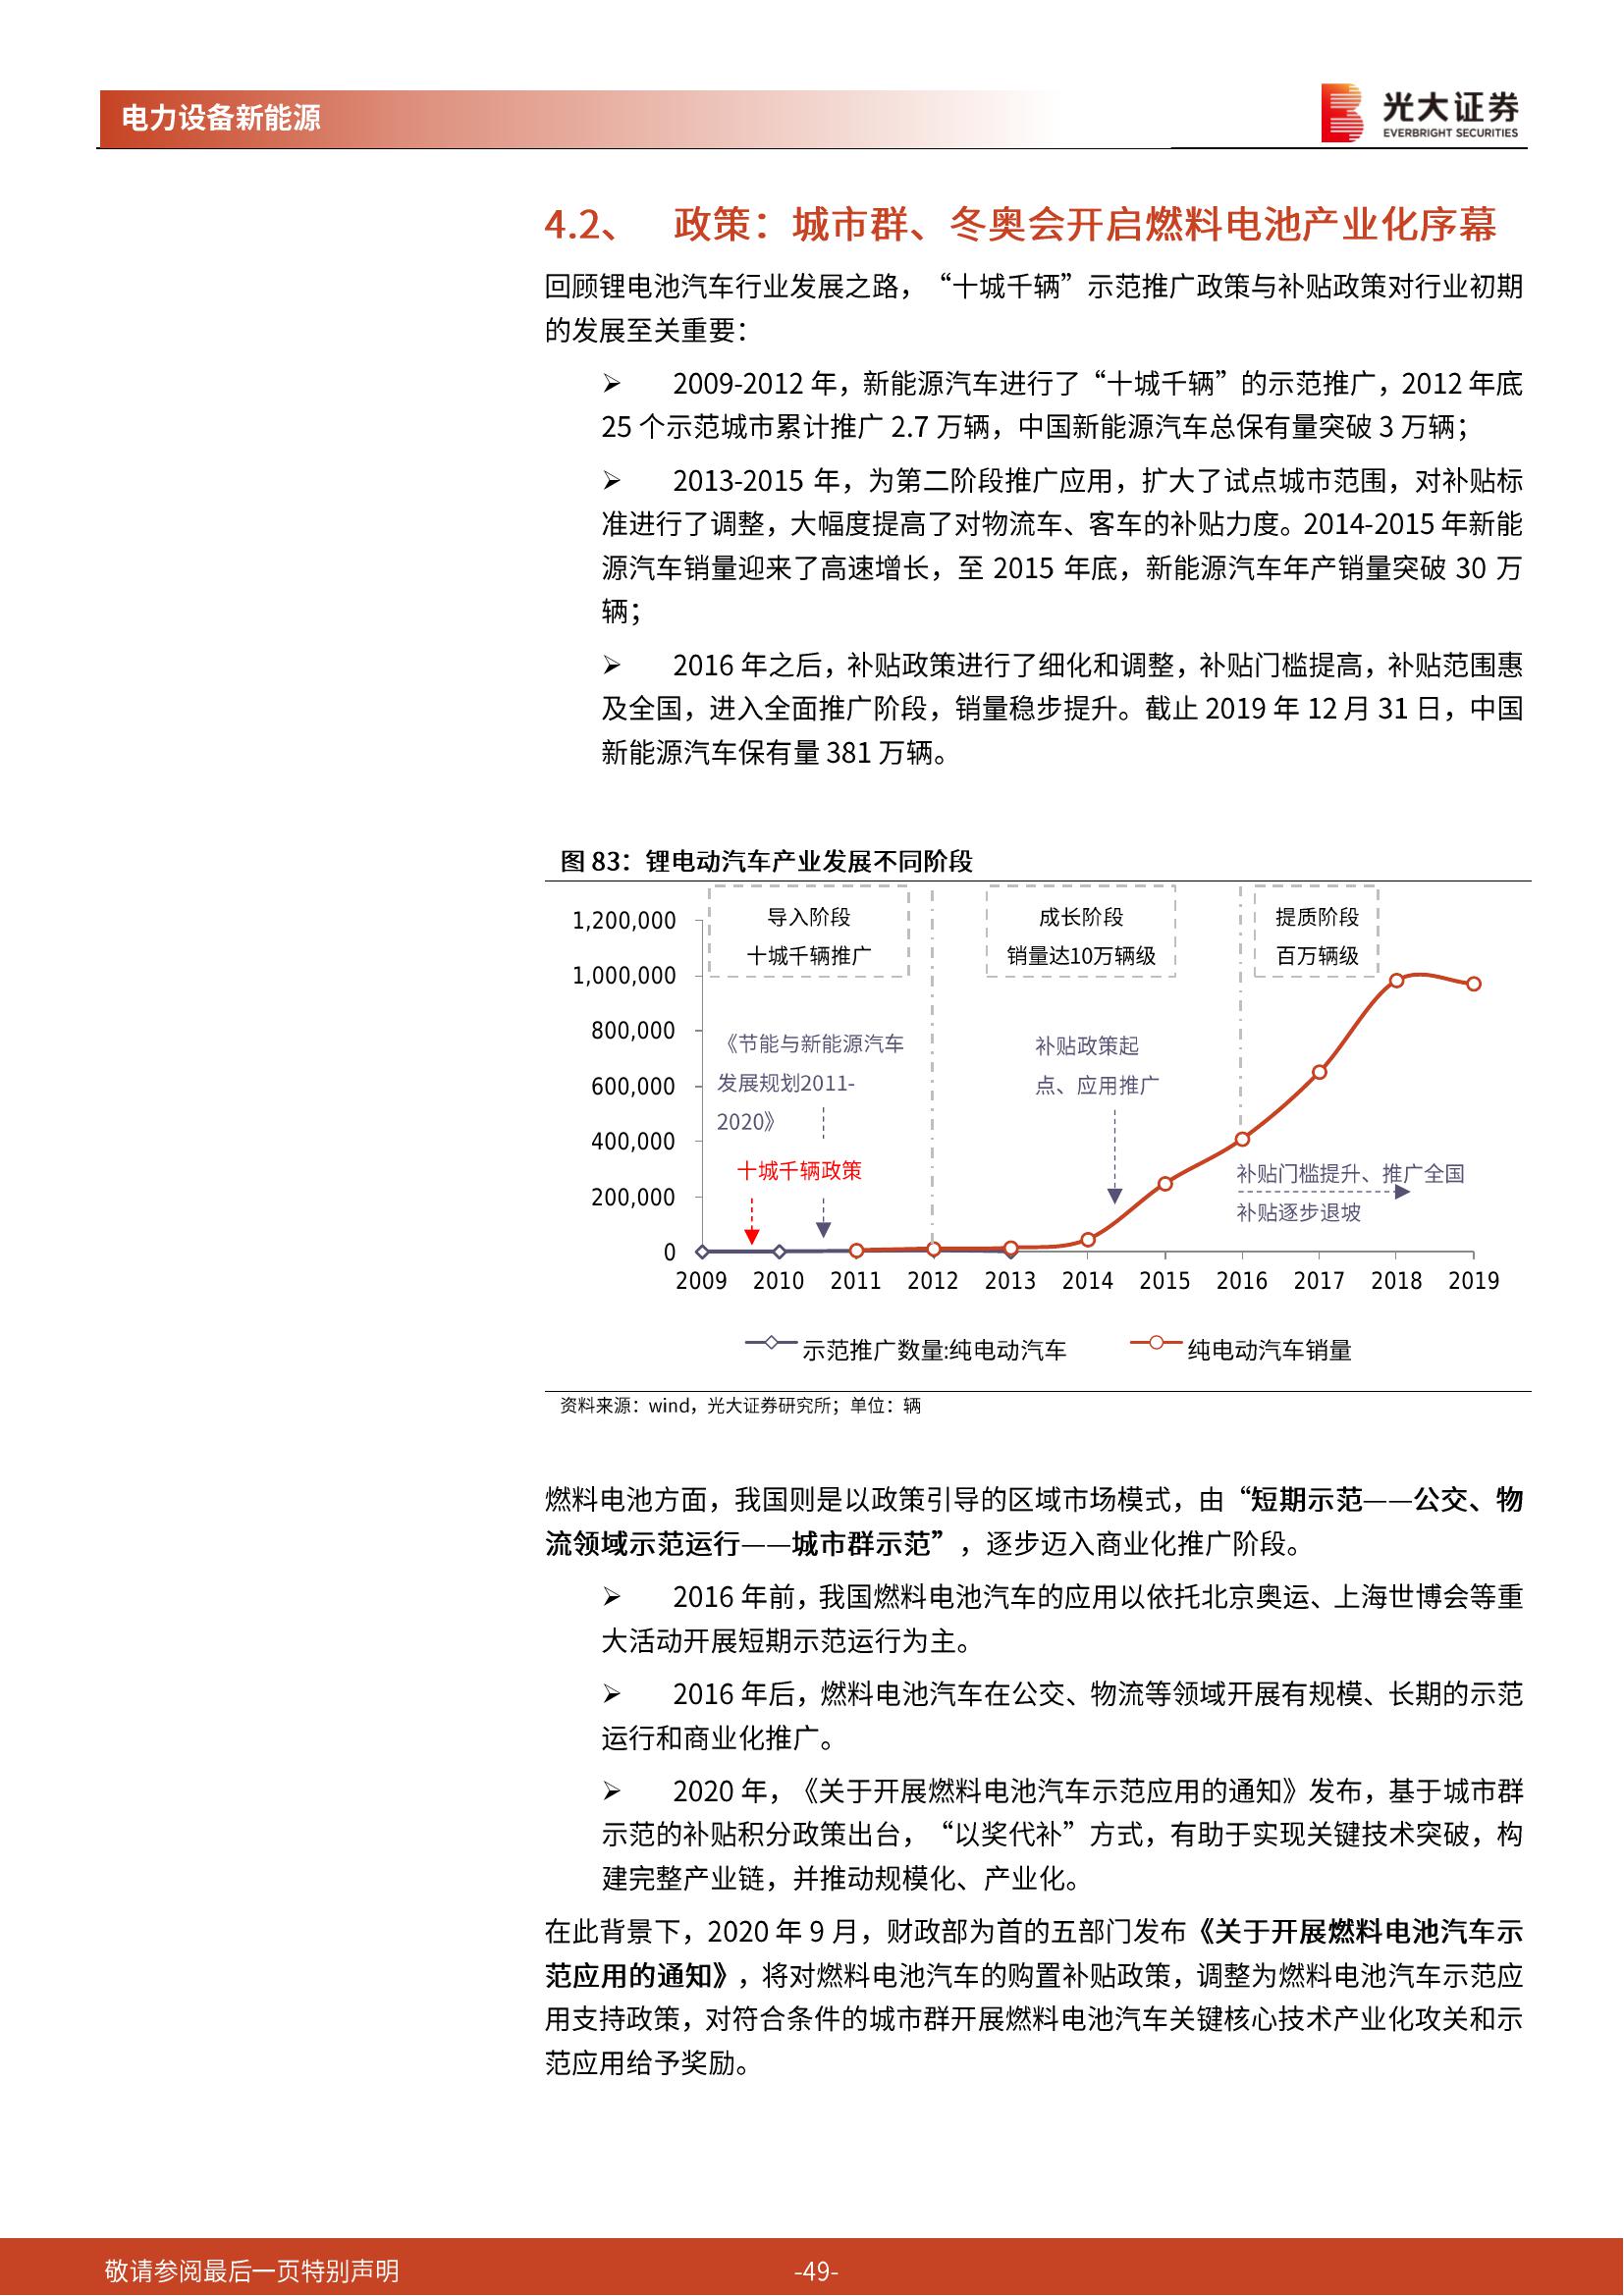 电力设备新能源
光大证券
EVERBRIGHT SECURITIES
4.2、 政策：城市群、冬奥会开启燃料电池产业化序幕
回顾锂电池汽车行业发展之路，“十城千辆”示范推广政策与补贴政策对行业初期
的发展至关重要：
➢ 2009-2012 年，新能源汽车进行了“十城千辆”的示范推广，2012 年底
25 个示范城市累计推广 2.7 万辆，中国新能源汽车总保有量突破 3 万辆；
➢ 2013-2015 年，为第二阶段推广应用，扩大了试点城市范围，对补贴标
准进行了调整，大幅度提高了对物流车、客车的补贴力度。2014-2015 年新能
源汽车销量迎来了高速增长，至 2015 年底，新能源汽车年产销量突破 30 万
辆；
➢ 2016 年之后，补贴政策进行了细化和调整，补贴门槛提高，补贴范围惠
及全国，进入全面推广阶段，销量稳步提升。截止 2019 年 12 月 31 日，中国
新能源汽车保有量 381 万辆。
图 83：锂电动汽车产业发展不同阶段
导入阶段
十城千辆推广
成长阶段
销量达10万辆级
提质阶段
百万辆级
1,200,000
1,000,000
800,000
600,000
400,000
200,000
0
《节能与新能源汽车
发展规划2011-
2020》
十城千辆政策
补贴政策起
点、应用推广
补贴门槛提升、推广全国
补贴逐步退坡
2009 2010 2011 2012 2013 2014 2015 2016 2017 2018 2019
示范推广数量:纯电动汽车 纯电动汽车销量
资料来源：wind，光大证券研究所；单位：辆
燃料电池方面，我国则是以政策引导的区域市场模式，由“短期示范——公交、物
流领域示范运行——城市群示范”，逐步迈入商业化推广阶段。
➢ 2016 年前，我国燃料电池汽车的应用以依托北京奥运、上海世博会等重
大活动开展短期示范运行为主。
➢ 2016 年后，燃料电池汽车在公交、物流等领域开展有规模、长期的示范
运行和商业化推广。
➢ 2020 年，《关于开展燃料电池汽车示范应用的通知》发布，基于城市群
示范的补贴积分政策出台，“以奖代补”方式，有助于实现关键技术突破，构
建完整产业链，并推动规模化、产业化。
在此背景下，2020 年 9 月，财政部为首的五部门发布《关于开展燃料电池汽车示
范应用的通知》，将对燃料电池汽车的购置补贴政策，调整为燃料电池汽车示范应
用支持政策，对符合条件的城市群开展燃料电池汽车关键核心技术产业化攻关和示
范应用给予奖励。
敬请参阅最后一页特别声明
-49-